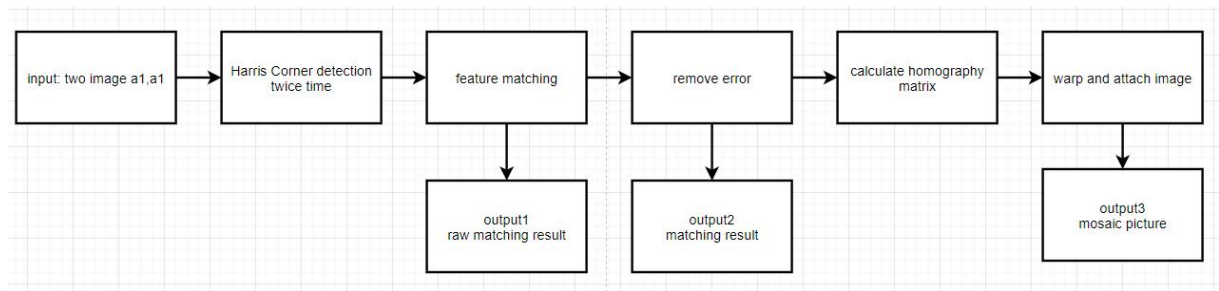 input: two image a1,a1
Harris Corner detection
twice time
feature matching
remove error
calculate homography
matrix
warp and attach image
output1
raw matching result
output2
matching result
output3
mosaic picture